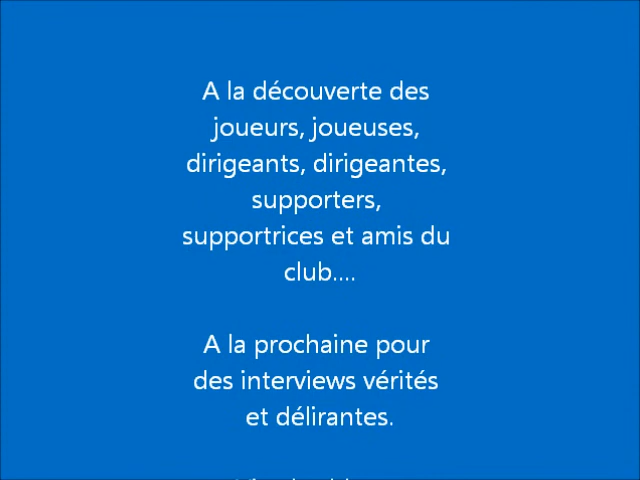 A la découverte des
joueurs, joueuses,
dirigeants, dirigeantes,
supporters,
supportrices et amis du
club....
A la prochaine pour
des interviews vérités
et délirantes.